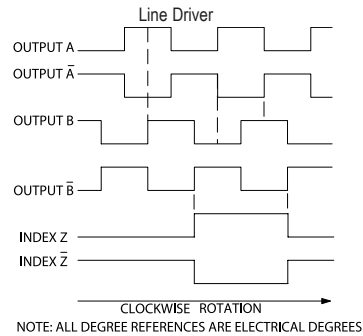 Line Driver
OUTPUT A
OUTPUT A̅
OUTPUT B
OUTPUT B̅
INDEX Z
INDEX Z̅
CLOCKWISE ROTATION
NOTE: ALL DEGREE REFERENCES ARE ELECTRICAL DEGREES